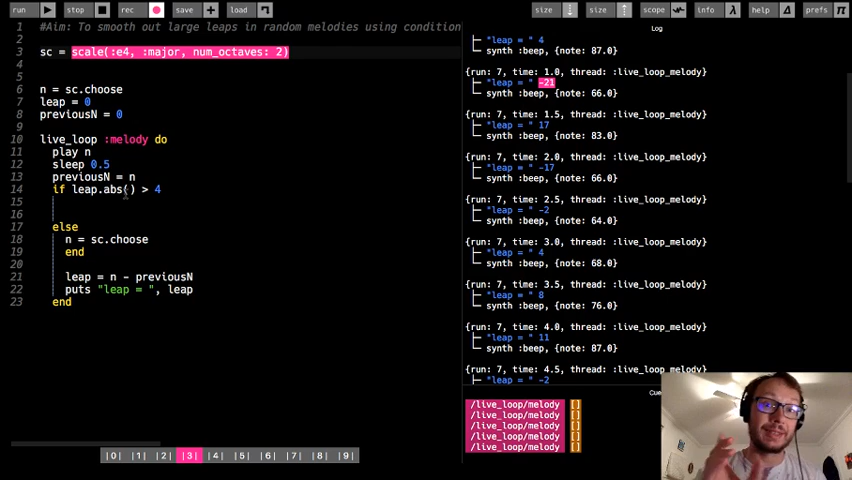 run stop rec save load size scope info help prefs
1 #Aim: To smooth out large leaps in random melodies using condition
2
3 sc = scale(:e4, :major, num_octaves: 2)
4
5
6 n = sc.choose
7 leap = 0
8 previousN = 0
9
10 live_loop :melody do
11 play n
12 sleep 0.5
13 previousN = n
14 if leap.abs() > 4
15
16
17 else
18 n = sc.choose
19 end
20
21 leap = n - previousN
22 puts "leap = ", leap
23 end
|0| |1| |2| |3| |4| |5| |6| |7| |8| |9|
Log
"leap = " 4
synth :beep, {note: 87.0}
{run: 7, time: 1.0, thread: :live_loop_melody}
"leap = " -21
synth :beep, {note: 66.0}
{run: 7, time: 1.5, thread: :live_loop_melody}
"leap = " 17
synth :beep, {note: 83.0}
{run: 7, time: 2.0, thread: :live_loop_melody}
"leap = " -17
synth :beep, {note: 66.0}
{run: 7, time: 2.5, thread: :live_loop_melody}
"leap = " -2
synth :beep, {note: 64.0}
{run: 7, time: 3.0, thread: :live_loop_melody}
"leap = " 4
synth :beep, {note: 68.0}
{run: 7, time: 3.5, thread: :live_loop_melody}
"leap = " 8
synth :beep, {note: 76.0}
{run: 7, time: 4.0, thread: :live_loop_melody}
"leap = " 11
synth :beep, {note: 87.0}
{run: 7, time: 4.5, thread: :live_loop_melody}
"leap = " -2
/live_loop/melody []
/live_loop/melody []
/live_loop/melody []
/live_loop/melody []